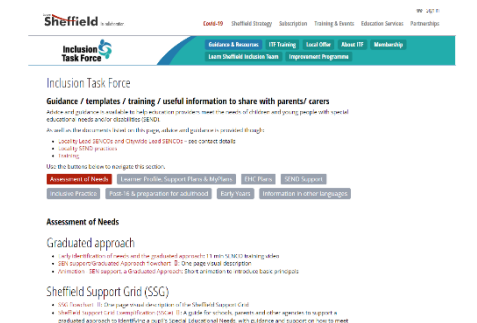 Sheffield
Covid-19 Sheffield Strategy Subscription Training & Events Education Services Partnerships
Inclusion Task Force
Guidance & Resources ITF Training Local Offer About ITF Membership
Learn Sheffield Inclusion Team Improvement Programme
Inclusion Task Force
Guidance / templates / training / useful information to share with parents/ carers
Advice and guidance is available to help education providers meet the needs of children and young people with special
educational needs and/or disabilities (SEND).
As well as the documents listed on this page, advice and guidance is provided through:
Locality Lead SENCOs and Citywide Lead SENCOs - see contact details
Locality SEND practices
Training
Use the buttons below to navigate this section.
Assessment of Needs Learner Profile, Support Plans & MyPlans EHC Plans SEND Support
Inclusive Practice Post-16 & preparation for adulthood Early Years Information in other languages
Assessment of Needs
Graduated approach
Early identification of needs and the graduated approach: 13 min SENCO training video
SEN support/Graduated Approach flowchart: One page visual description
Animation - SEN support, a Graduated Approach: Short animation to introduce basic principals
Sheffield Support Grid (SSG)
SSG flowchart: One page visual description of the Sheffield Support Grid
Sheffield Support Grid Exemplification (SSGe): A guide for schools, parents and other agencies to support a
graduated approach to identifying a pupil's Special Educational Needs, with guidance and support on how to meet